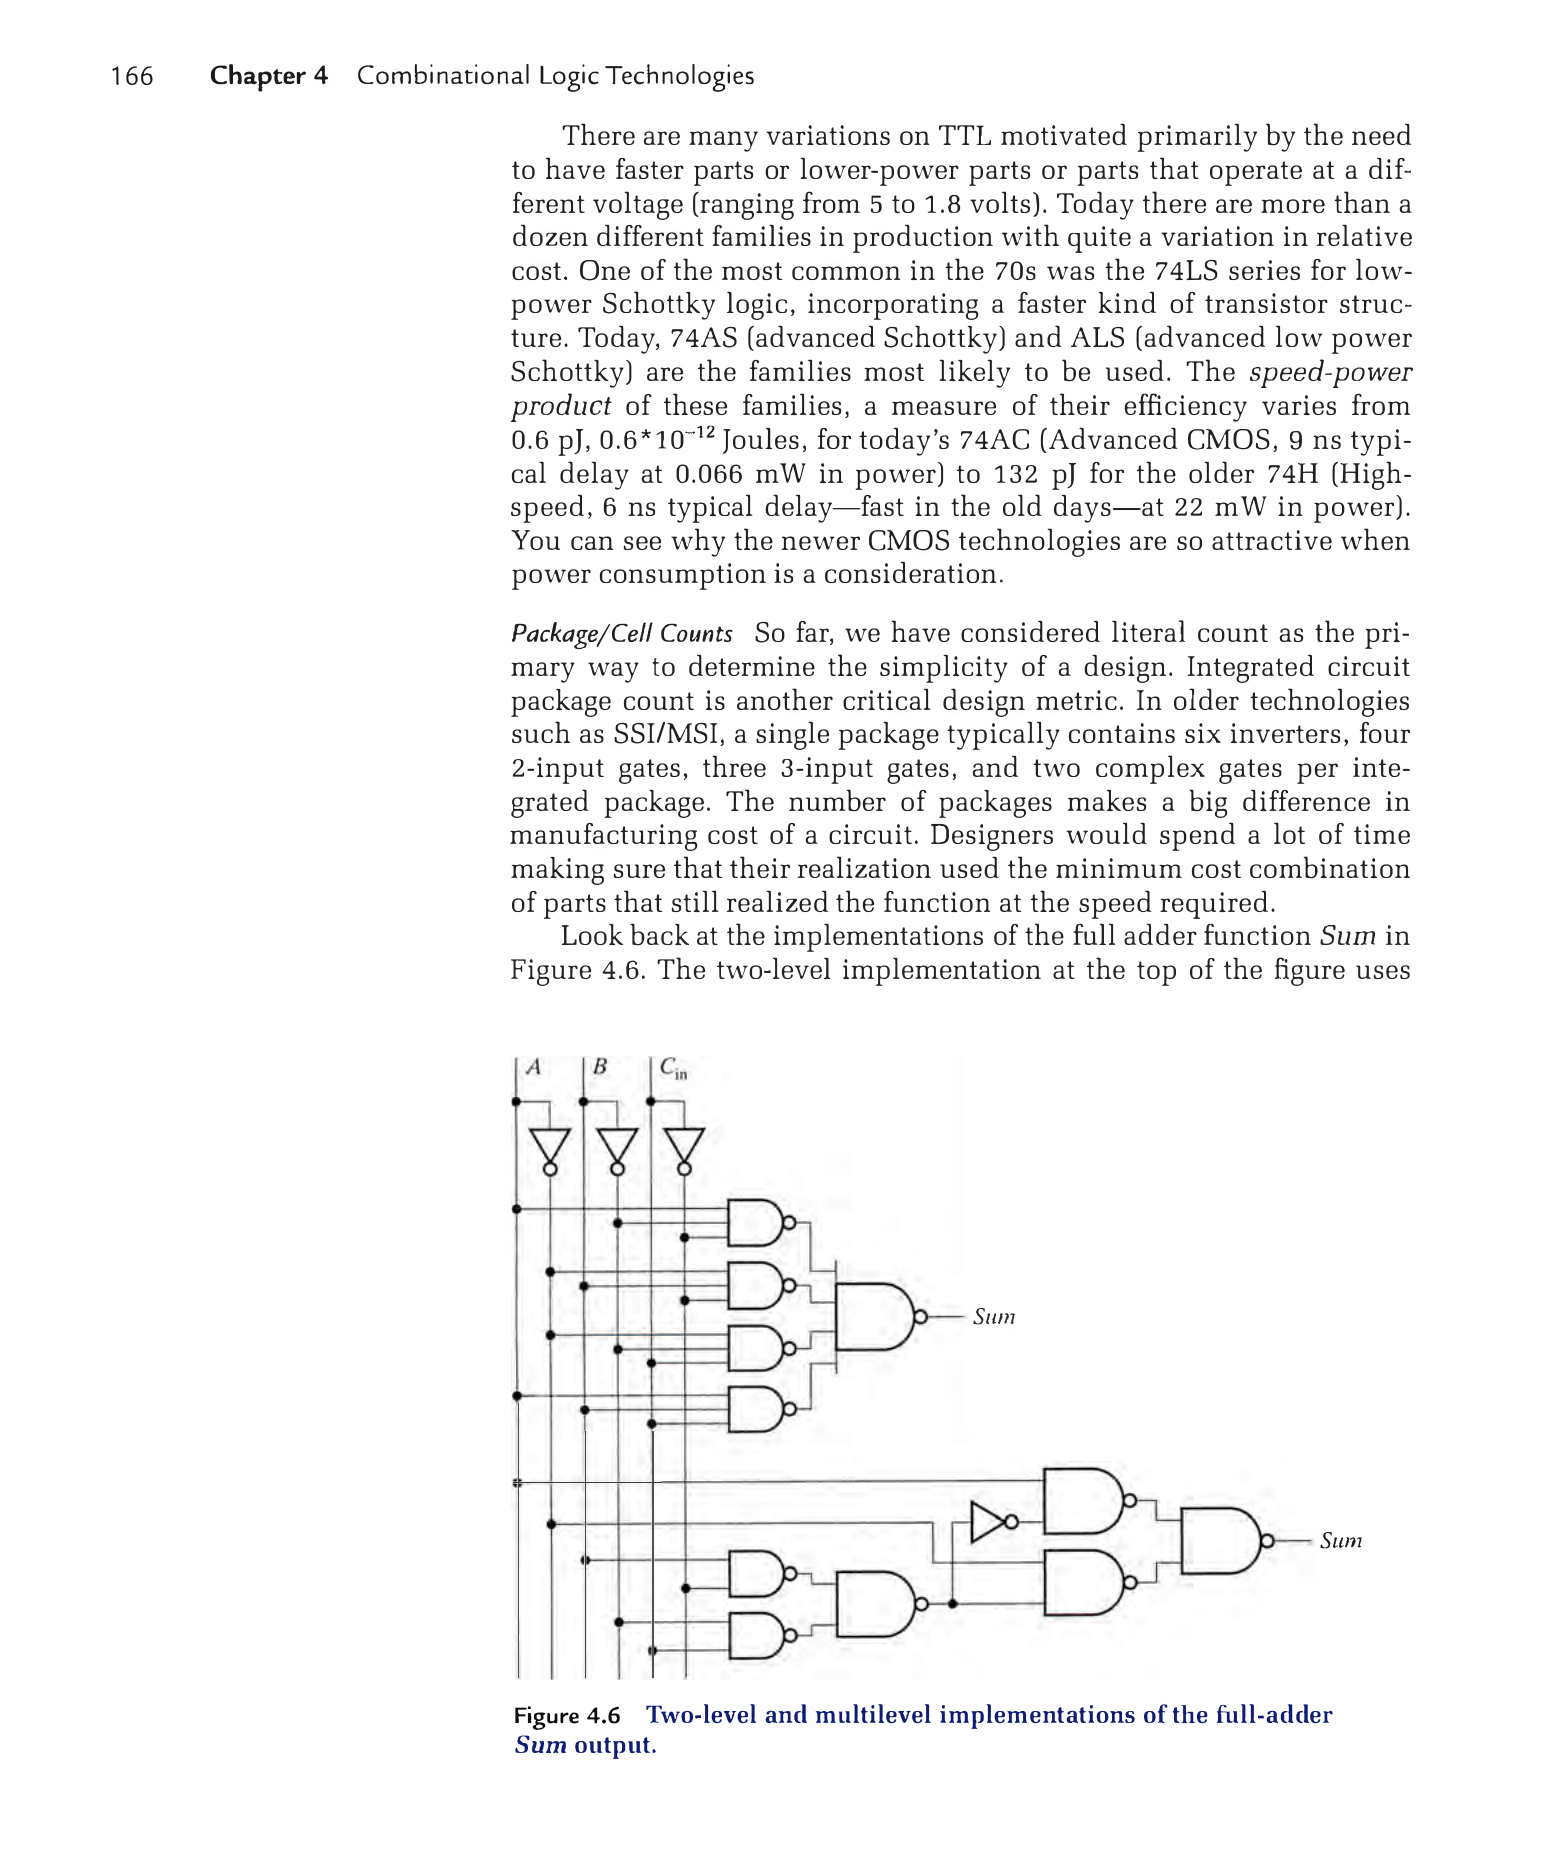 166 Chapter 4 Combinational Logic Technologies
There are many variations on TTL motivated primarily by the need
to have faster parts or lower-power parts or parts that operate at a dif-
ferent voltage (ranging from 5 to 1.8 volts). Today there are more than a
dozen different families in production with quite a variation in relative
cost. One of the most common in the 70s was the 74LS series for low-
power Schottky logic, incorporating a faster kind of transistor struc-
ture. Today, 74AS (advanced Schottky) and ALS (advanced low power
Schottky) are the families most likely to be used. The speed-power
product of these families, a measure of their efficiency varies from
0.6 pJ, 0.6*10⁻¹² Joules, for today's 74AC (Advanced CMOS, 9 ns typi-
cal delay at 0.066 mW in power) to 132 pJ for the older 74H (High-
speed, 6 ns typical delay—fast in the old days—at 22 mW in power).
You can see why the newer CMOS technologies are so attractive when
power consumption is a consideration.
Package/Cell Counts So far, we have considered literal count as the pri-
mary way to determine the simplicity of a design. Integrated circuit
package count is another critical design metric. In older technologies
such as SSI/MSI, a single package typically contains six inverters, four
2-input gates, three 3-input gates, and two complex gates per inte-
grated package. The number of packages makes a big difference in
manufacturing cost of a circuit. Designers would spend a lot of time
making sure that their realization used the minimum cost combination
of parts that still realized the function at the speed required.
Look back at the implementations of the full adder function Sum in
Figure 4.6. The two-level implementation at the top of the figure uses
A B Cin
Sum
Sum
Figure 4.6 Two-level and multilevel implementations of the full-adder
Sum output.